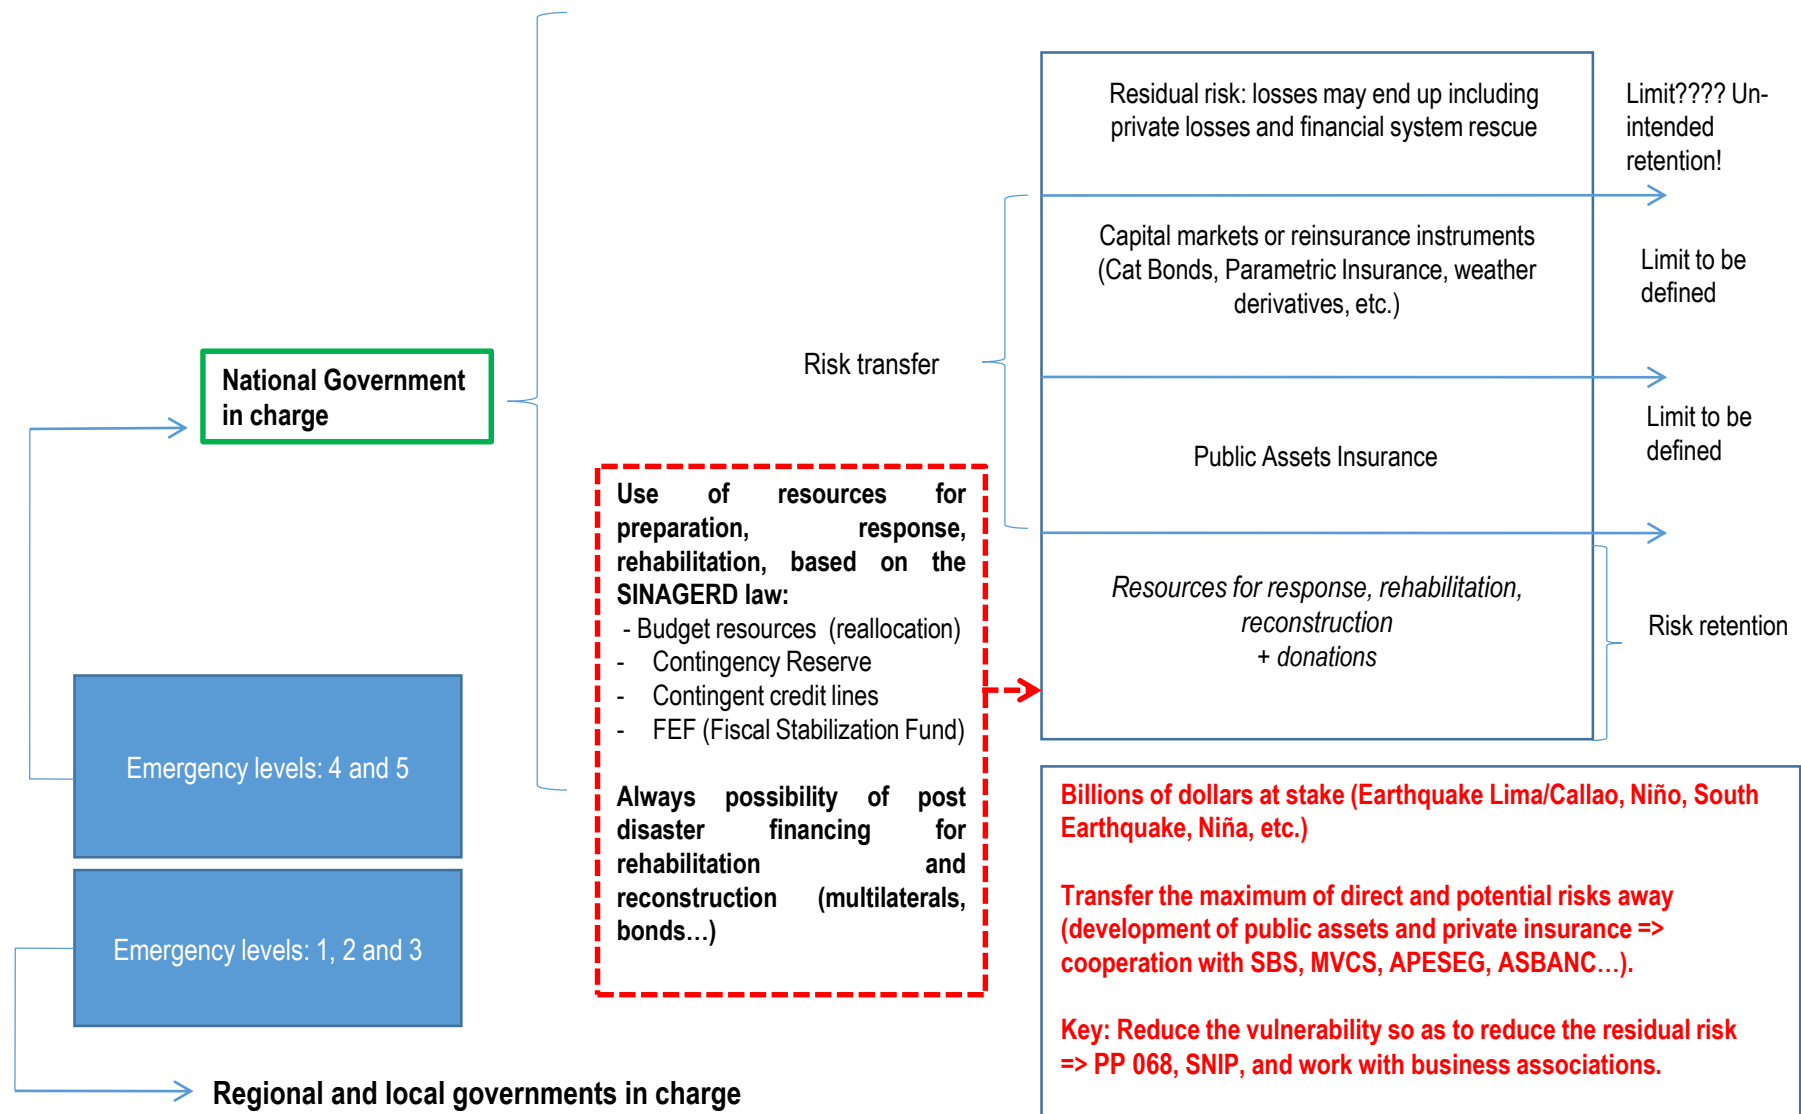 Residual risk: losses may end up including
private losses and financial system rescue
Limit???? Un-
intended
retention!
Capital markets or reinsurance instruments
(Cat Bonds, Parametric Insurance, weather
derivatives, etc.)
Limit to be
defined
Risk transfer
National Government
in charge
Public Assets Insurance
Limit to be
defined
Use of resources for
preparation, response,
rehabilitation, based on the
SINAGERD law:
- Budget resources (reallocation)
- Contingency Reserve
- Contingent credit lines
- FEF (Fiscal Stabilization Fund)
Always possibility of post
disaster financing for
rehabilitation and
reconstruction (multilaterals,
bonds…)
Resources for response, rehabilitation,
reconstruction
+ donations
Risk retention
Emergency levels: 4 and 5
Emergency levels: 1, 2 and 3
Billions of dollars at stake (Earthquake Lima/Callao, Niño, South
Earthquake, Niña, etc.)
Transfer the maximum of direct and potential risks away
(development of public assets and private insurance =>
cooperation with SBS, MVCS, APESEG, ASBANC…).
Key: Reduce the vulnerability so as to reduce the residual risk
=> PP 068, SNIP, and work with business associations.
Regional and local governments in charge